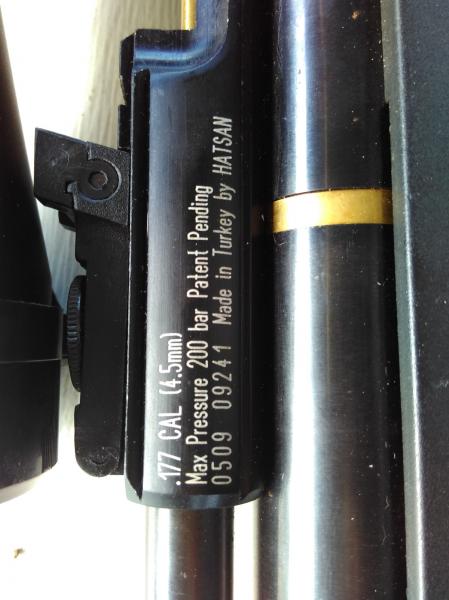 .177 CAL (4.5mm)
Max Pressure 200 bar Patent Pending
0509 09241 Made in Turkey by HATSAN